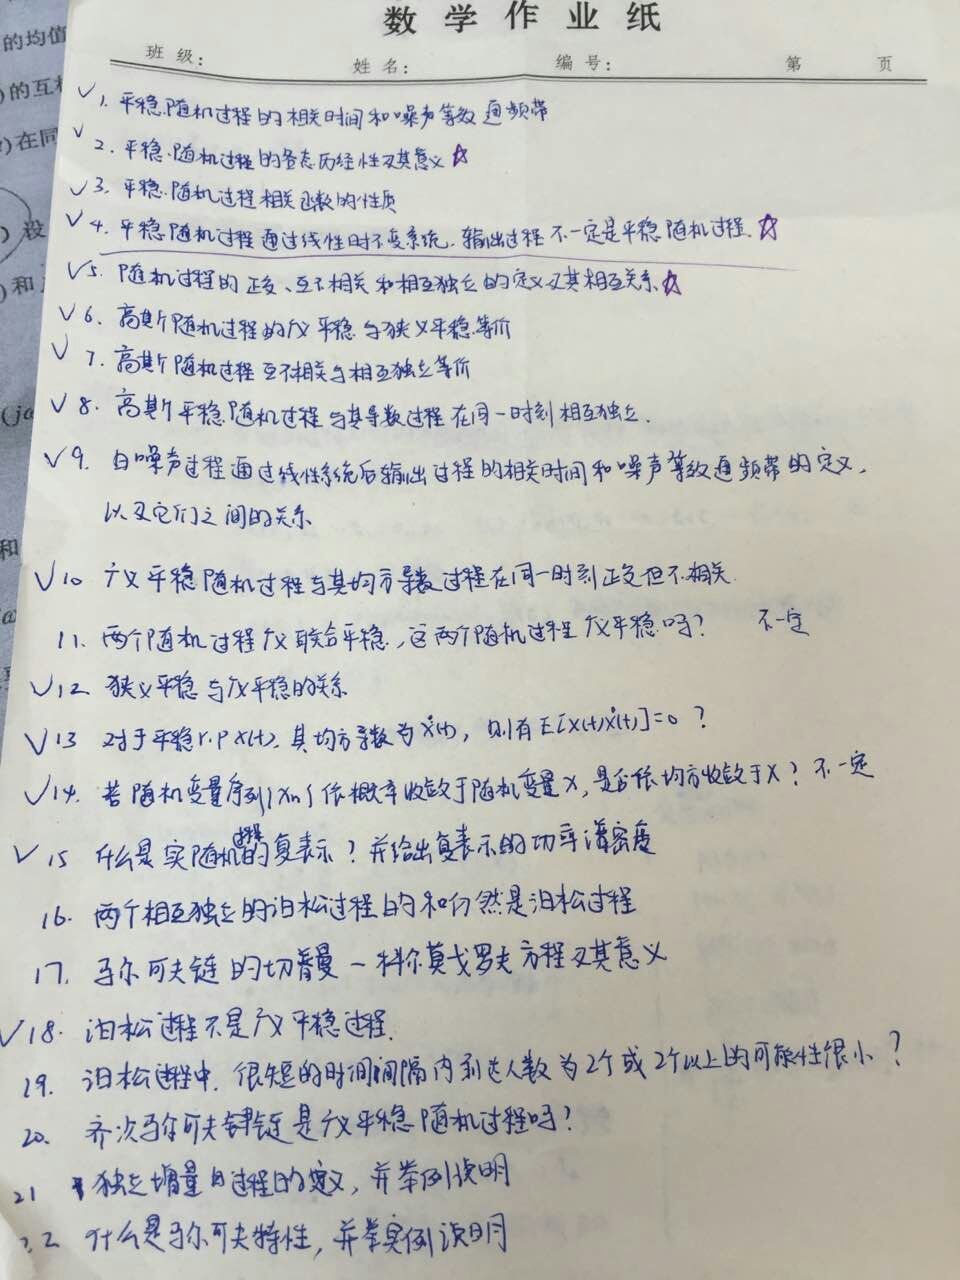 的均值
)的互相
数学作业纸
班级: 姓名: 编号: 第 页
)在同
) 设
)和
(ja
和
✓1. 平稳随机过程的相关时间和噪声等效通频带
✓2. 平稳随机过程的各态历经性及其意义☆
✓3. 平稳随机过程相关函数的性质
✓4. 平稳随机过程通过线性时不变系统,输出过程不一定是平稳随机过程.☆
✓5. 随机过程的正交、互不相关和相互独立的定义及其相互关系☆
✓6. 高斯随机过程的广义平稳与狭义平稳等价
✓7. 高斯随机过程互不相关与相互独立等价
✓8. 高斯平稳随机过程与其导数过程在同一时刻相互独立.
✓9. 白噪声过程通过线性系统后输出过程的相关时间和噪声等效通频带的定义,
以及它们之间的关系
✓10 广义平稳随机过程与其均方导数过程在同一时刻正交但不相关.
11. 两个随机过程广义联合平稳,这两个随机过程广义平稳吗? 不一定
✓12 狭义平稳与广义平稳的关系
✓13 对于平稳r.p X(t),其均方导数为Ẋ(t),则有E[X(t)Ẋ(t)]=0?
✓14. 若随机变量序列{Xn}依概率收敛于随机变量X,是否依均方收敛于X?不一定
✓15 什么是实随机过程的复表示?并给出复表示的功率谱密度
16. 两个相互独立的泊松过程的和仍然是泊松过程
17. 马尔可夫链的切普曼-科尔莫戈罗夫方程及其意义
✓18. 泊松过程不是广义平稳过程.
19. 泊松过程中,很短的时间间隔内到达人数为2个或2个以上的可能性很小?
20. 齐次马尔可夫链是广义平稳随机过程吗?
21 独立增量过程的定义,并举例说明
22 什么是马尔可夫特性,并举实例说明